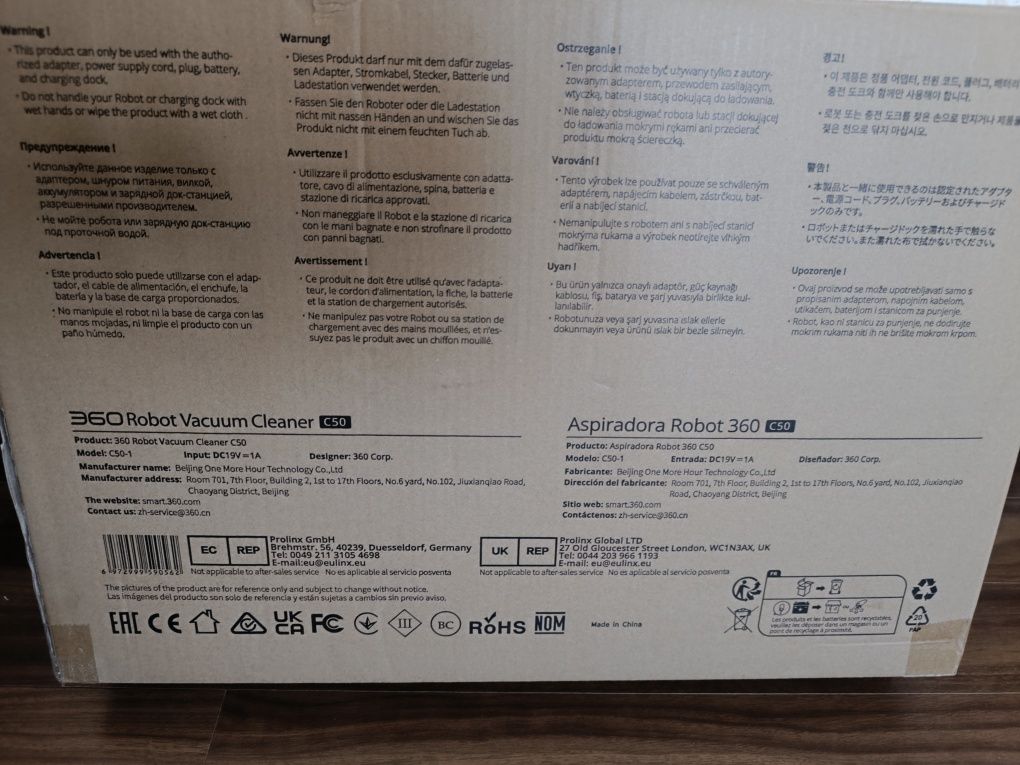 Warning !
• This product can only be used with the autho-
rized adapter, power supply cord, plug, battery,
and charging dock.
• Do not handle your Robot or charging dock with
wet hands or wipe the product with a wet cloth .
Предупреждение !
• Используйте данное изделие только с
адаптером, шнуром питания, вилкой,
аккумулятором и зарядной док-станцией,
разрешенными производителем.
• Не мойте робота или зарядную док-станцию
под проточной водой.
Advertencia !
• Este producto solo puede utilizarse con el adap-
tador, el cable de alimentación, el enchufe, la
batería y la base de carga proporcionados.
• No manipule el robot ni la base de carga con las
manos mojadas, ni limpie el producto con un
paño húmedo.
Warnung!
• Dieses Produkt darf nur mit dem dafür zugelas-
sen Adapter, Stromkabel, Stecker, Batterie und
Ladestation verwendet werden.
• Fassen Sie den Roboter oder die Ladestation
nicht mit nassen Händen an und wischen Sie das
Produkt nicht mit einem feuchten Tuch ab.
Avvertenze !
• Utilizzare il prodotto esclusivamente con adatta-
tore, cavo di alimentazione, spina, batteria e
stazione di ricarica approvati.
• Non maneggiare il Robot e la stazione di ricarica
con le mani bagnate e non strofinare il prodotto
con panni bagnati.
Avertissement !
• Ce produit ne doit être utilisé qu'avec l'adapta-
teur, le cordon d'alimentation, la fiche, la batterie
et la station de chargement autorisés.
• Ne manipulez pas votre Robot ou sa station de
chargement avec des mains mouillées, et n'es-
suyez pas le produit avec un chiffon mouillé.
Ostrzeganie !
• Ten produkt może być używany tylko z autory-
zowanym adapterem, przewodem zasilającym,
wtyczką, baterią i stacją dokującą do ładowania.
• Nie należy obsługiwać robota lub stacji dokującej
do ładowania mokrymi rękami ani przecierać
produktu mokrą ściereczką.
Varování !
• Tento výrobek lze používat pouze se schváleným
adaptérem, napájecím kabelem, zástrčkou, bat-
erií a nabíjecí stanicí.
• Nemanipulujte s robotem ani s nabíjecí stanicí
mokrýma rukama a výrobek neotírejte vlhkým
hadříkem.
Uyarı !
• Bu ürün yalnızca onaylı adaptör, güç kaynağı
kablosu, fiş, batarya ve şarj yuvasıyla birlikte kul-
lanılabilir.
• Robotunuza veya şarj yuvasına ıslak ellerle
dokunmayın veya ürünü ıslak bir bezle silmeyin.
경고!
• 이 제품은 정품 어댑터, 전원 코드, 플러그, 배터리
충전 도크와 함께만 사용해야 합니다.
• 로봇 또는 충전 도크를 젖은 손으로 만지거나 제품을
젖은 천으로 닦지 마십시오.
警告!
• 本製品と一緒に使用できるのは認定されたアダプタ
ー、電源コード、プラグ、バッテリーおよびチャージド
ックのみです。
• ロボットまたはチャージドックを濡れた手で触らな
いでください。また濡れた布で拭かないでください。
Upozorenje !
• Ovaj proizvod se može upotrebljavati samo s
propisanim adapterom, napojnim kabelom,
utikačem, baterijom i stanicom za punjenje.
• Robot, kao ni stanicu za punjenje, ne dodirujte
mokrim rukama niti ih ne brišite mokrom krpom.
360 Robot Vacuum Cleaner C50
Product: 360 Robot Vacuum Cleaner C50
Model: C50-1 Input: DC19V⎓1A Designer: 360 Corp.
Manufacturer name: Beijing One More Hour Technology Co.,Ltd
Manufacturer address: Room 701, 7th Floor, Building 2, 1st to 17th Floors, No.6 yard, No.102, Jiuxianqiao Road,
Chaoyang District, Beijing
The website: smart.360.com
Contact us: zh-service@360.cn
Aspiradora Robot 360 C50
Producto: Aspiradora Robot 360 C50
Modelo: C50-1 Entrada: DC19V⎓1A Diseñador: 360 Corp.
Fabricante: Beijing One More Hour Technology Co.,Ltd
Dirección del fabricante: Room 701, 7th Floor, Building 2, 1st to 17th Floors, No.6 yard, No.102, Jiuxianqiao
Road, Chaoyang District, Beijing
Sitio web: smart.360.com
Contáctenos: zh-service@360.cn
6 972999 590562
EC REP
Prolinx GmbH
Brehmstr. 56, 40239, Duesseldorf, Germany
Tel: 0049 211 3105 4698
E-mail:eu@eulinx.eu
Not applicable to after-sales service No es aplicable al servicio posventa
UK REP
Prolinx Global LTD
27 Old Gloucester Street London, WC1N3AX, UK
Tel: 0044 203 966 1193
E-mail: eu@eulinx.eu
Not applicable to after-sales service No es aplicable al servicio posventa
The pictures of the product are for reference only and subject to change without notice.
Las imágenes del producto son solo de referencia y están sujetas a cambios sin previo aviso.
EAC CE UK CA FC III BC RoHS NOM Made in China
FR
Les produits et les batteries sont recyclables,
veuillez les déposer dans un magasin ou un
point de recyclage à proximité.
20
PAP